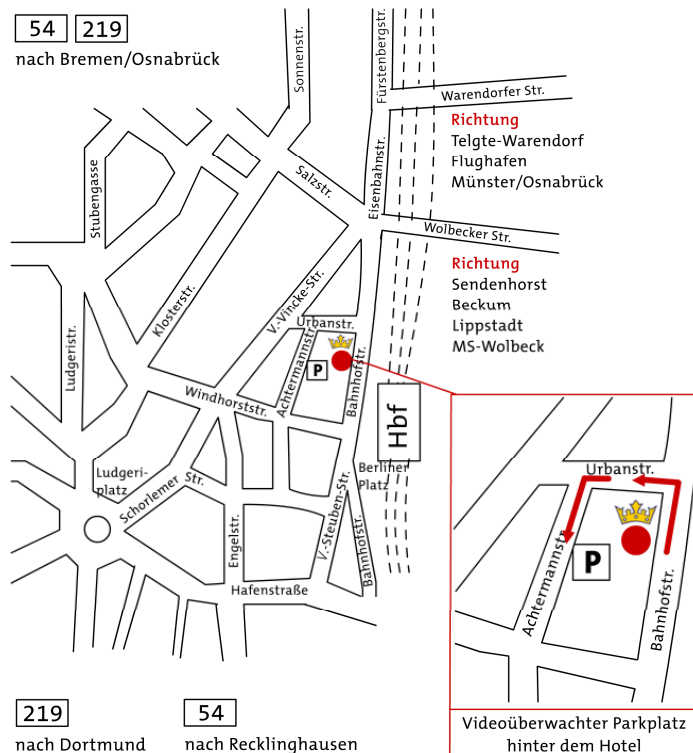 54 219
nach Bremen/Osnabrück
Sonnenstr.
Fürstenbergstr.
Warendorfer Str.
Richtung
Telgte-Warendorf
Flughafen
Münster/Osnabrück
Stubengasse
Salzstr.
Eisenbahnstr.
Wolbecker Str.
Richtung
Sendenhorst
Beckum
Lippstadt
MS-Wolbeck
Klosterstr.
V.-Vincke-Str.
Urbanstr.
Ludgeristr.
Achtermannstr.
P
Bahnhofstr.
Windhorststr.
Hbf
Berliner
Platz
Ludgeri-
platz
Schorlemer Str.
Engelstr.
V.-Steuben-Str.
Bahnhofstr.
Hafenstraße
Urbanstr.
Achtermannstr.
P
Bahnhofstr.
219
nach Dortmund
54
nach Recklinghausen
Videoüberwachter Parkplatz
hinter dem Hotel